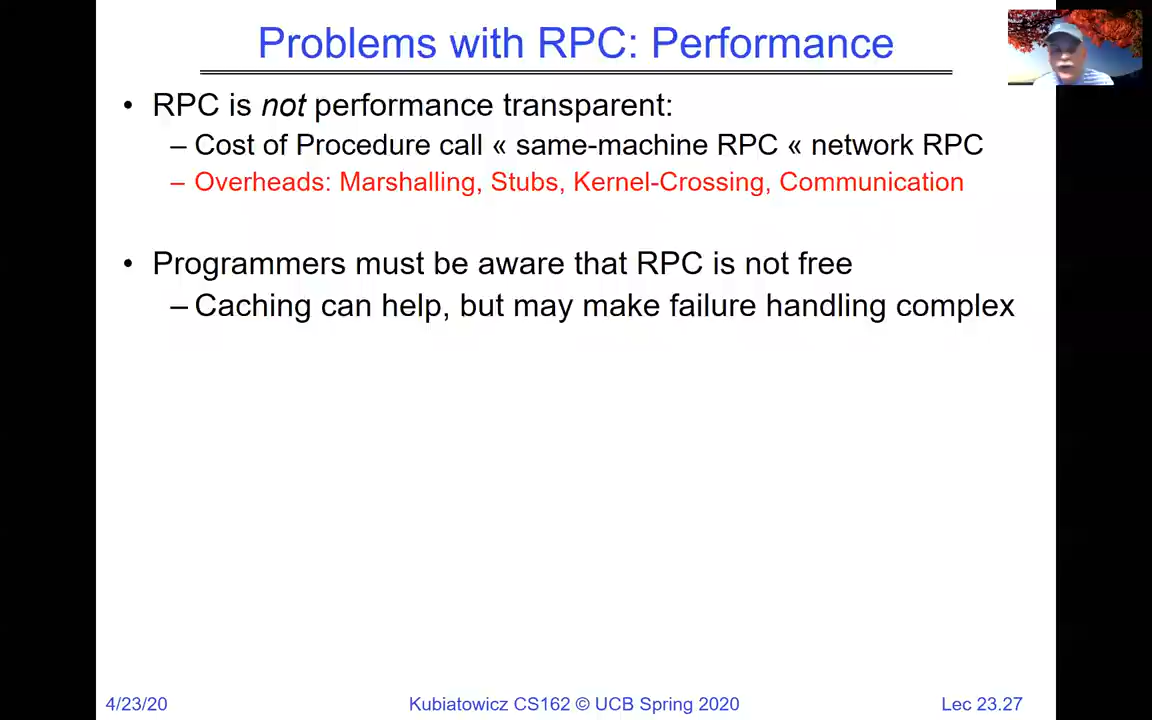 Problems with RPC: Performance
• RPC is not performance transparent:
– Cost of Procedure call « same-machine RPC « network RPC
– Overheads: Marshalling, Stubs, Kernel-Crossing, Communication
• Programmers must be aware that RPC is not free
– Caching can help, but may make failure handling complex
4/23/20
Kubiatowicz CS162 © UCB Spring 2020
Lec 23.27